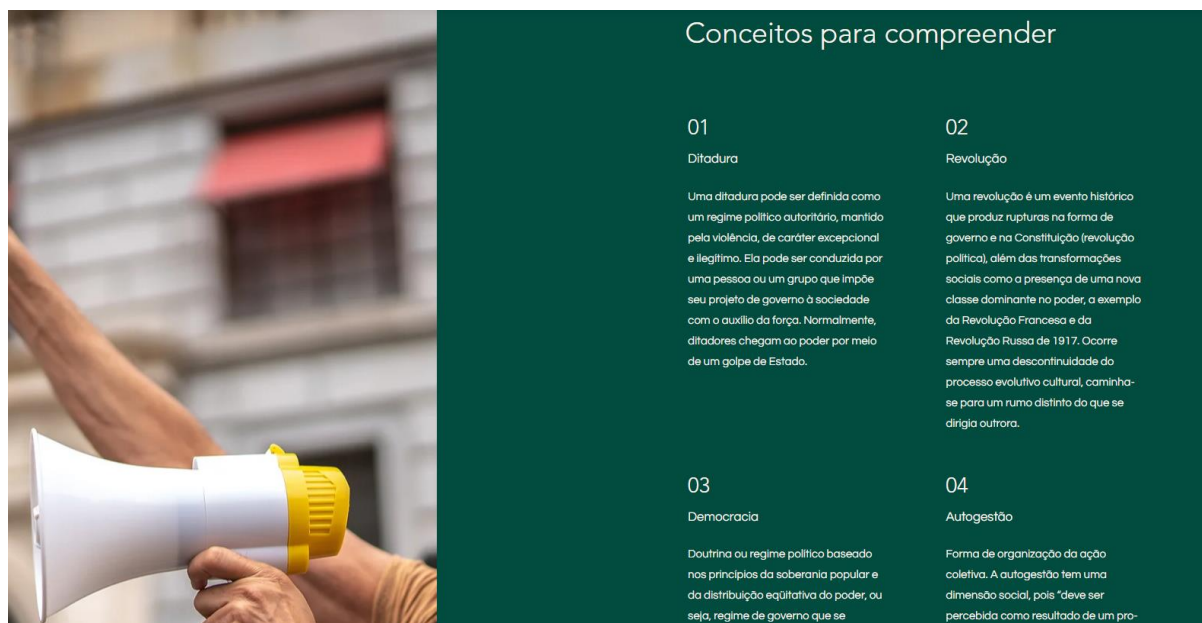 Conceitos para compreender
01
Ditadura
Uma ditadura pode ser definida como
um regime político autoritário, mantido
pela violência, de caráter excepcional
e ilegítimo. Ela pode ser conduzida por
uma pessoa ou um grupo que impõe
seu projeto de governo à sociedade
com o auxílio da força. Normalmente,
ditadores chegam ao poder por meio
de um golpe de Estado.
02
Revolução
Uma revolução é um evento histórico
que produz rupturas na forma de
governo e na Constituição (revolução
política), além das transformações
sociais como a presença de uma nova
classe dominante no poder, a exemplo
da Revolução Francesa e da
Revolução Russa de 1917. Ocorre
sempre uma descontinuidade do
processo evolutivo cultural, caminha-
se para um rumo distinto do que se
dirigia outrora.
03
Democracia
Doutrina ou regime político baseado
nos princípios da soberania popular e
da distribuição eqüitativa do poder, ou
seja, regime de governo que se
04
Autogestão
Forma de organização da ação
coletiva. A autogestão tem uma
dimensão social, pois “deve ser
percebida como resultado de um pro-